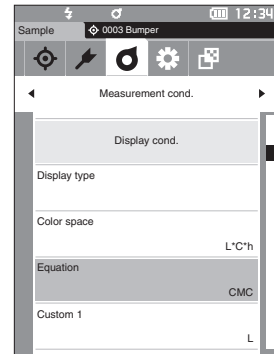 12:34
Sample 0003 Bumper
Measurement cond.
Display cond.
Display type
Color space
L*C*h
Equation
CMC
Custom 1
L